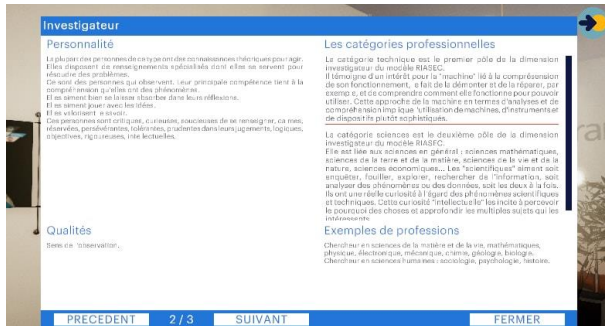 Investigateur
Personnalité
La plupart des personnes de ce type ont des connaissances théoriques pour agir.
Elles disposent de renseignements spécialisés dont elles se servent pour
résoudre des problèmes.
Ce sont des personnes qui observent. Leur principale compétence tient à la
compréhension qu'elles ont des phénomènes.
Elles aiment bien se laisser absorber dans leurs réflexions.
Elles aiment jouer avec les idées.
Elles valorisent le savoir.
Ces personnes sont critiques, curieuses, soucieuses de se renseigner, calmes,
réservées, persévérantes, tolérantes, prudentes dans leurs jugements, logiques,
objectives, rigoureuses, intellectuelles.
Qualités
Sens de l'observation.
Les catégories professionnelles
La catégorie technique est le premier pôle de la dimension
investigateur du modèle RIASEC.
Il témoigne d'un intérêt pour la "machine" lié à la compréhension
de son fonctionnement, le fait de la démonter et de la réparer, par
exemple, et de comprendre comment elle fonctionne pour pouvoir
utiliser. Cette approche de la machine en termes d'analyses et de
compréhension implique l'utilisation de machines, d'instruments et
de dispositifs plutôt sophistiqués.
La catégorie sciences est le deuxième pôle de la dimension
investigateur du modèle RIASEC.
Elle est liée aux sciences en général : sciences mathématiques,
sciences de la terre et de la matière, sciences de la vie et de la
nature, sciences économiques... Les "scientifiques" aiment soit
enquêter, fouiller, explorer, rechercher de l'information, soit
analyser des phénomènes ou des données, soit les deux à la fois.
Ils ont une réelle curiosité à l'égard des phénomènes scientifiques
et techniques. Cette curiosité "intellectuelle" les incite à percevoir
le pourquoi des choses et approfondir les multiples sujets qui les
intéressants
Exemples de professions
Chercheur en sciences de la matière et de la vie, mathématiques,
physique, électronique, mécanique, chimie, géologie, biologie.
Chercheur en sciences humaines : sociologie, psychologie, histoire.
PRECEDENT
2 / 3
SUIVANT
FERMER